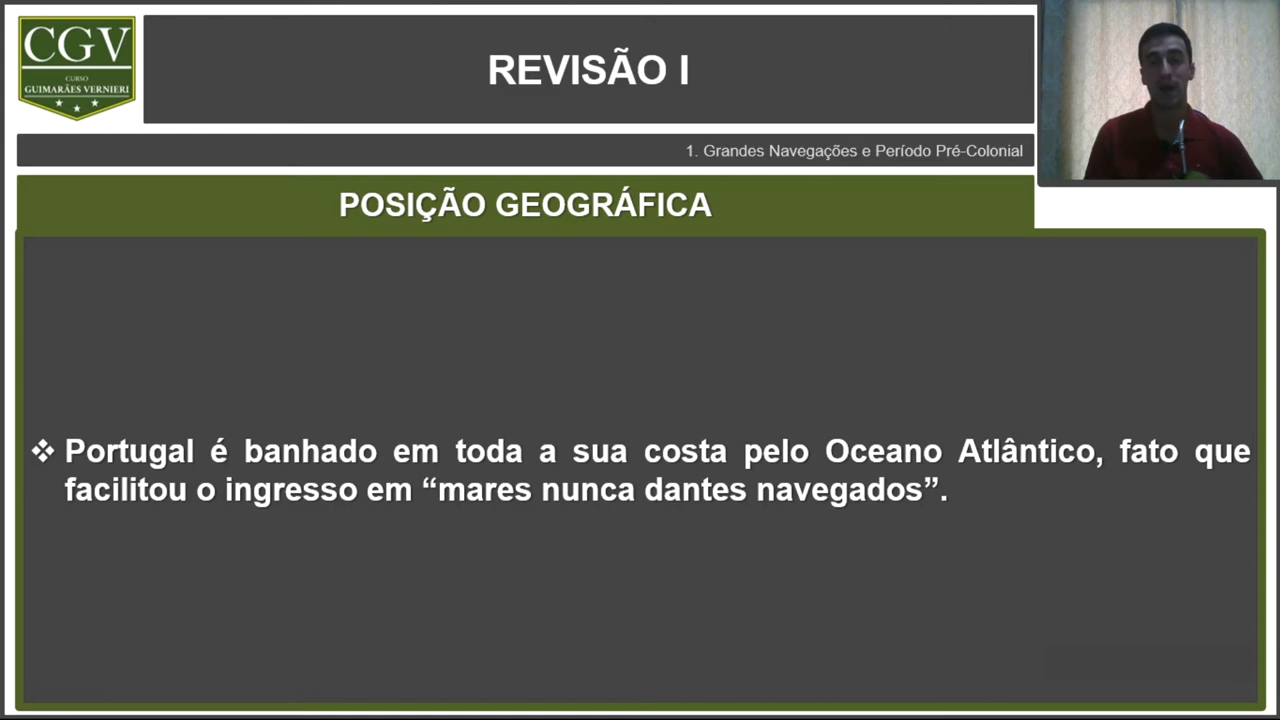 CGV
CURSO
GUIMARÃES VERNIERI
REVISÃO I
1. Grandes Navegações e Período Pré-Colonial
POSIÇÃO GEOGRÁFICA
❖ Portugal é banhado em toda a sua costa pelo Oceano Atlântico, fato que
facilitou o ingresso em “mares nunca dantes navegados”.